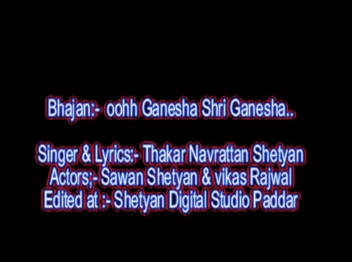 Bhajan:- oohh Ganesha Shri Ganesha..
Singer & Lyrics:- Thakar Navrattan Shetyan
Actors;- Sawan Shetyan & vikas Rajwal
Edited at :- Shetyan Digital Studio Paddar